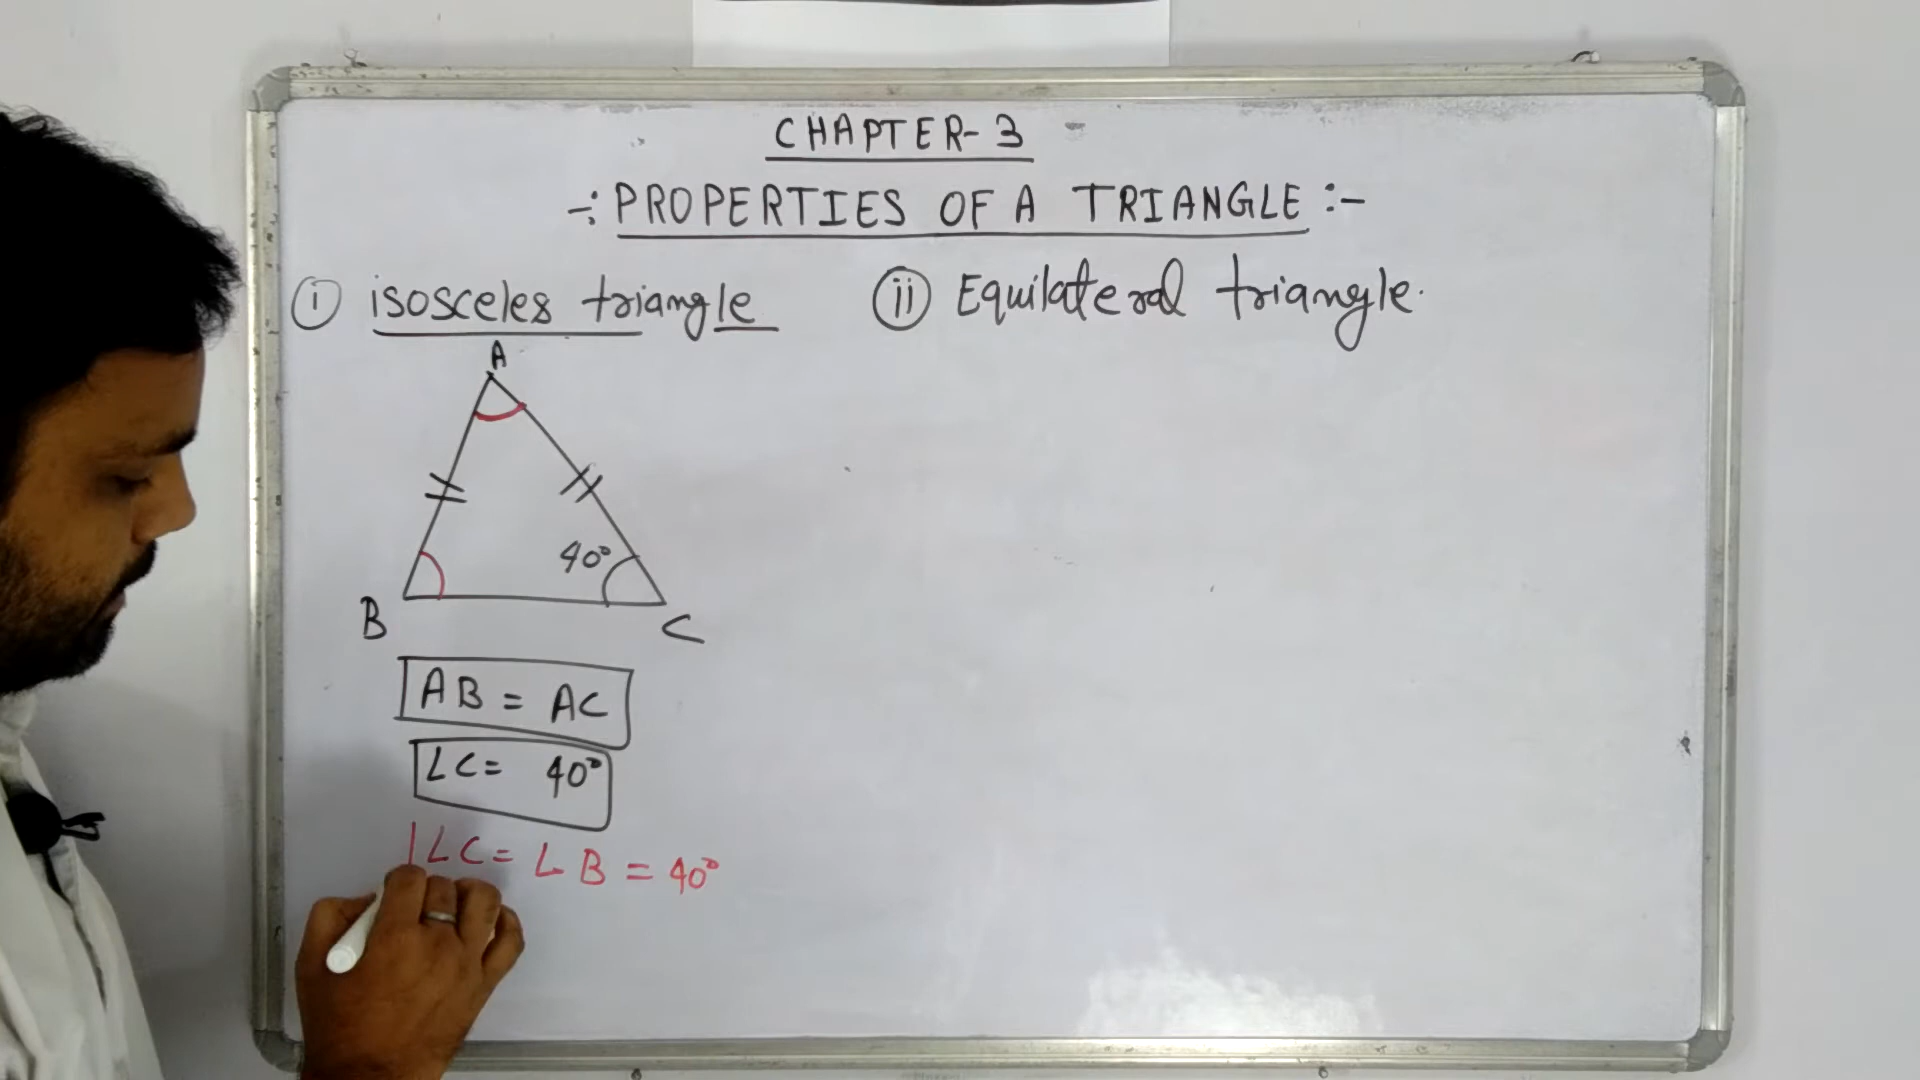 CHAPTER-3
-: PROPERTIES OF A TRIANGLE :-
(i) isosceles triangle
(ii) Equilateral triangle.
A
40°
B
C
AB = AC
∠C= 40°
∠C= ∠B = 40°